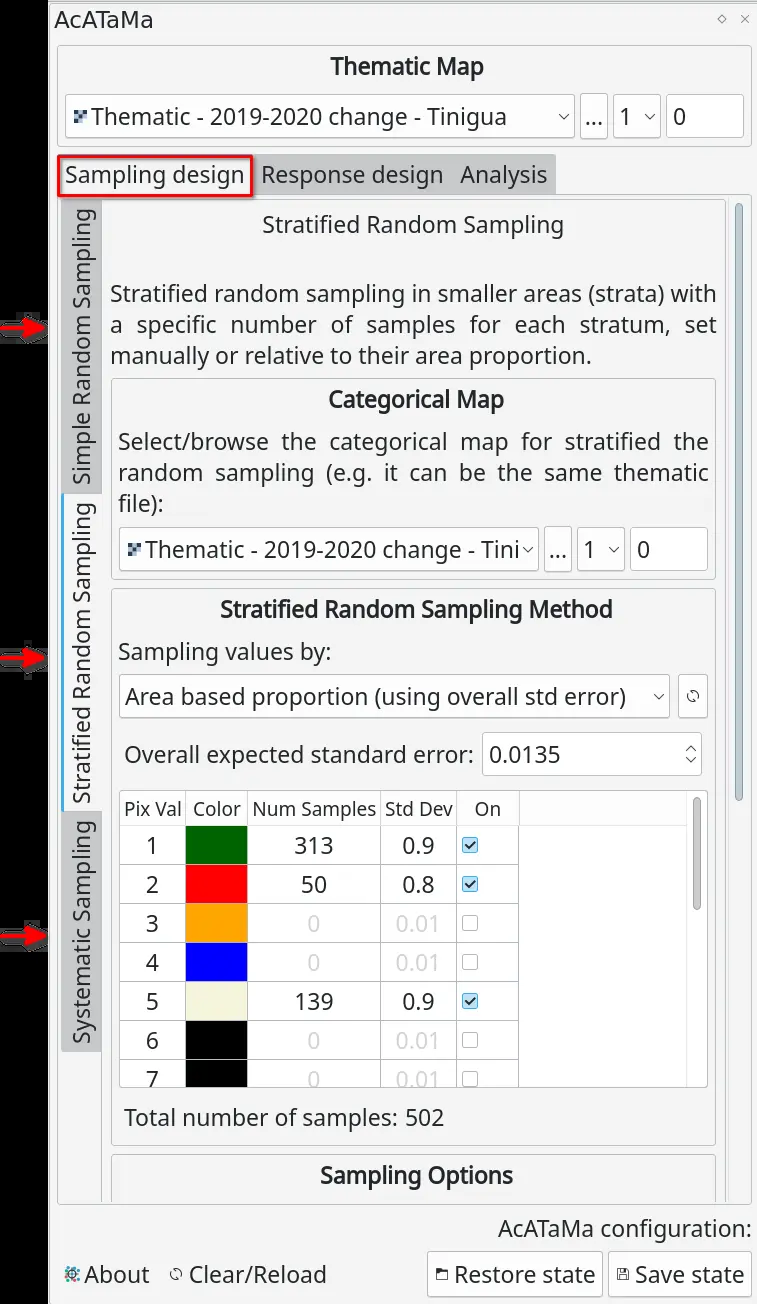 AcATaMa
Thematic Map
Thematic - 2019-2020 change - Tinigua ... 1 0
Sampling design Response design Analysis
Simple Random Sampling
Stratified Random Sampling
Systematic Sampling
Stratified Random Sampling
Stratified random sampling in smaller areas (strata) with
a specific number of samples for each stratum, set
manually or relative to their area proportion.
Categorical Map
Select/browse the categorical map for stratified the
random sampling (e.g. it can be the same thematic
file):
Thematic - 2019-2020 change - Tini ... 1 0
Stratified Random Sampling Method
Sampling values by:
Area based proportion (using overall std error)
Overall expected standard error: 0.0135
Pix Val Color Num Samples Std Dev On
1 313 0.9
2 50 0.8
3 0 0.01
4 0 0.01
5 139 0.9
6 0 0.01
7 0 0.01
Total number of samples: 502
Sampling Options
AcATaMa configuration:
About Clear/Reload Restore state Save state